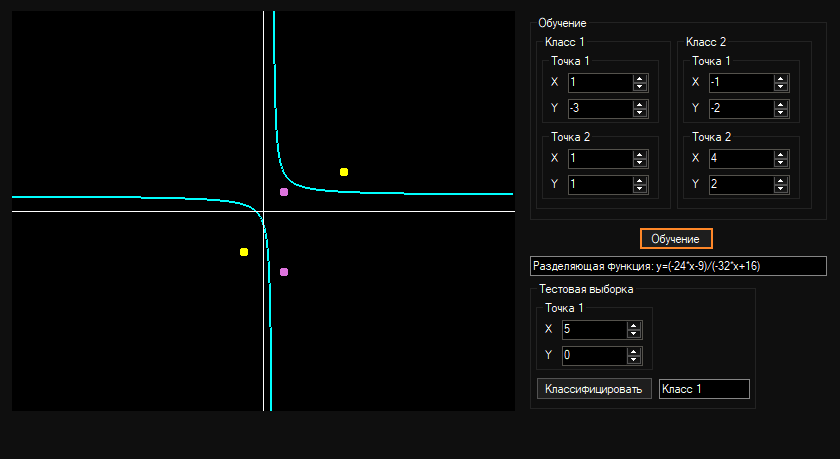 Обучение
Класс 1
Класс 2
Точка 1
Точка 1
X 1
X -1
Y -3
Y -2
Точка 2
Точка 2
X 1
X 4
Y 1
Y 2
Обучение
Разделяющая функция: y=(-24*x-9)/(-32*x+16)
Тестовая выборка
Точка 1
X 5
Y 0
Классифицировать
Класс 1